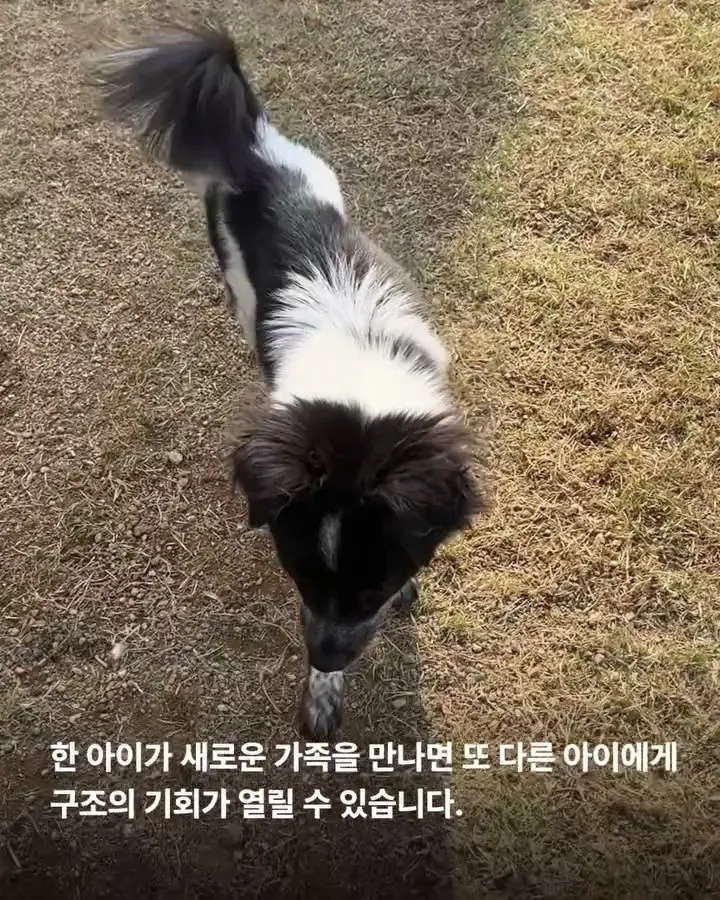 한 아이가 새로운 가족을 만나면 또 다른 아이에게
구조의 기회가 열릴 수 있습니다.